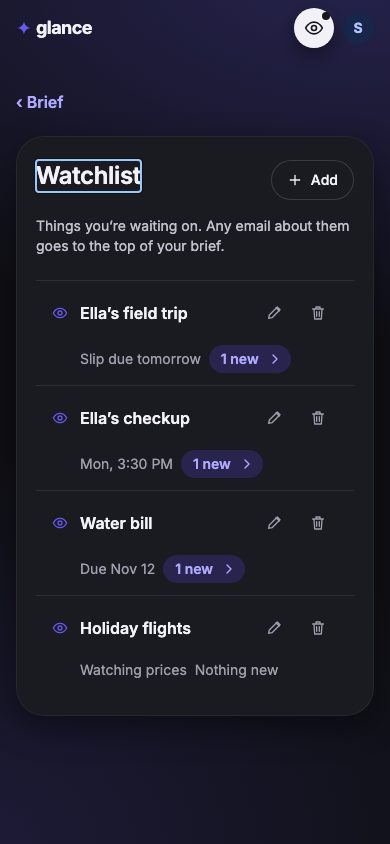 glance
S
‹ Brief
Watchlist
+ Add
Things you’re waiting on. Any email about them
goes to the top of your brief.
Ella’s field trip
Slip due tomorrow 1 new >
Ella’s checkup
Mon, 3:30 PM 1 new >
Water bill
Due Nov 12 1 new >
Holiday flights
Watching prices Nothing new